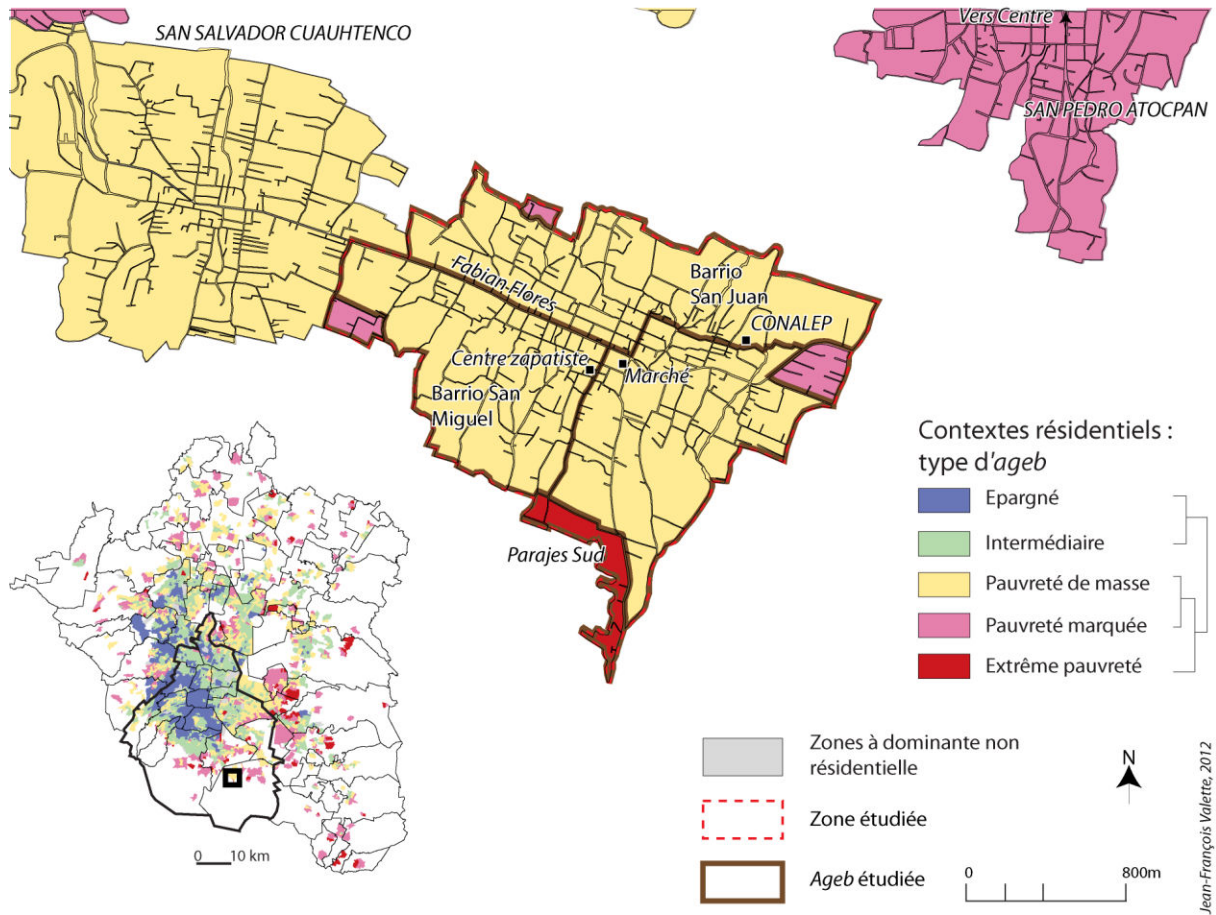 SAN SALVADOR CUAUHTENCO
Vers Centre
SAN PEDRO ATOCPAN
Fabian Flores
Barrio
San Juan
CONALEP
Centre zapatiste
Marché
Barrio San
Miguel
Parajes Sud
Contextes résidentiels :
type d'ageb
Epargné
Intermédiaire
Pauvreté de masse
Pauvreté marquée
Extrême pauvreté
Zones à dominante non
résidentielle
Zone étudiée
Ageb étudiée
N
0 800m
0 10 km
Jean-François Valette, 2012